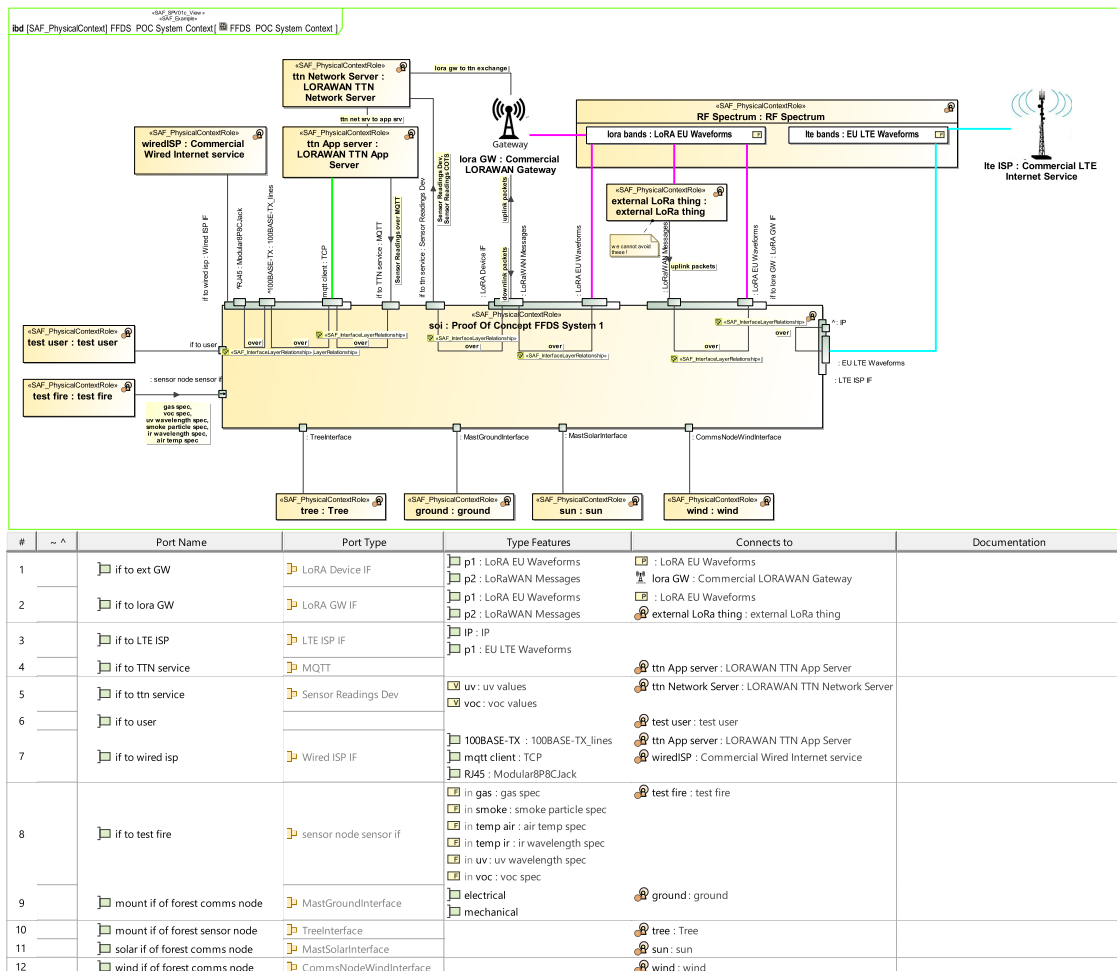 «SAF_SPV01c_View »
«SAF_Example»
ibd [SAF_PhysicalContext] FFDS POC System Context[ FFDS POC System Context ]
«SAF_PhysicalContextRole»
ttn Network Server :
LORAWAN TTN
Network Server
lora gw to ttn exchange
ttn net srv to app srv
«SAF_PhysicalContextRole»
wiredISP : Commercial
Wired Internet service
«SAF_PhysicalContextRole»
ttn App server :
LORAWAN TTN App
Server
Gateway
lora GW : Commercial
LORAWAN Gateway
«SAF_PhysicalContextRole»
RF Spectrum : RF Spectrum
lora bands : LoRA EU Waveforms
lte bands : EU LTE Waveforms
lte ISP : Commercial LTE
Internet Service
«SAF_PhysicalContextRole»
external LoRa thing :
external LoRa thing
we cannot avoid
these !
if to wired isp : Wired ISP IF
^RJ45 : Modular8P8CJack
^100BASE-TX : 100BASE-TX_lines
mqtt client : TCP
if to TTN service : MQTT
Sensor Readings over MQTT
if to ttn service : Sensor Readings Dev
Sensor Readings Dev,
Sensor Readings COTS
: LoRA Device IF
uplink packets
downlink packets
: LoRaWAN Messages
: LoRA EU Waveforms
: LoRaWAN Messages
uplink packets
: LoRA EU Waveforms
if to lora GW : LoRA GW IF
«SAF_PhysicalContextRole»
soi : Proof Of Concept FFDS System 1
«SAF_InterfaceLayerRelationship»
«SAF_InterfaceLayerRelationship»
«SAF_InterfaceLayerRelationship»
over
over
over
over
«SAF_InterfaceLayerRelationship»
over
«SAF_InterfaceLayerRelationship»
over
«SAF_InterfaceLayerRelationship»
over
over
^ : IP
: EU LTE Waveforms
: LTE ISP IF
«SAF_PhysicalContextRole»
test user : test user
if to user
«SAF_InterfaceLayerRelationship» LayerRelationship»
«SAF_PhysicalContextRole»
test fire : test fire
: sensor node sensor if
gas spec,
voc spec,
uv wavelength spec,
smoke particle spec,
ir wavelength spec,
air temp spec
: TreeInterface
: MastGroundInterface
: MastSolarInterface
: CommsNodeWindInterface
«SAF_PhysicalContextRole»
tree : Tree
«SAF_PhysicalContextRole»
ground : ground
«SAF_PhysicalContextRole»
sun : sun
«SAF_PhysicalContextRole»
wind : wind
# ~ ^ Port Name Port Type Type Features Connects to Documentation
1 if to ext GW LoRA Device IF p1 : LoRA EU Waveforms : LoRA EU Waveforms
p2 : LoRaWAN Messages lora GW : Commercial LORAWAN Gateway
2 if to lora GW LoRA GW IF p1 : LoRA EU Waveforms : LoRA EU Waveforms
p2 : LoRaWAN Messages external LoRa thing : external LoRa thing
3 if to LTE ISP LTE ISP IF IP : IP
p1 : EU LTE Waveforms
4 if to TTN service MQTT ttn App server : LORAWAN TTN App Server
5 if to ttn service Sensor Readings Dev uv : uv values ttn Network Server : LORAWAN TTN Network Server
voc : voc values
6 if to user test user : test user
7 if to wired isp Wired ISP IF 100BASE-TX : 100BASE-TX_lines ttn App server : LORAWAN TTN App Server
mqtt client : TCP wiredISP : Commercial Wired Internet service
RJ45 : Modular8P8CJack
8 if to test fire sensor node sensor if in gas : gas spec test fire : test fire
in smoke : smoke particle spec
in temp air : air temp spec
in temp ir : ir wavelength spec
in uv : uv wavelength spec
in voc : voc spec
9 mount if of forest comms node MastGroundInterface electrical ground : ground
mechanical
10 mount if of forest sensor node TreeInterface tree : Tree
11 solar if of forest comms node MastSolarInterface sun : sun
12 wind if of forest comms node CommsNodeWindInterface wind : wind